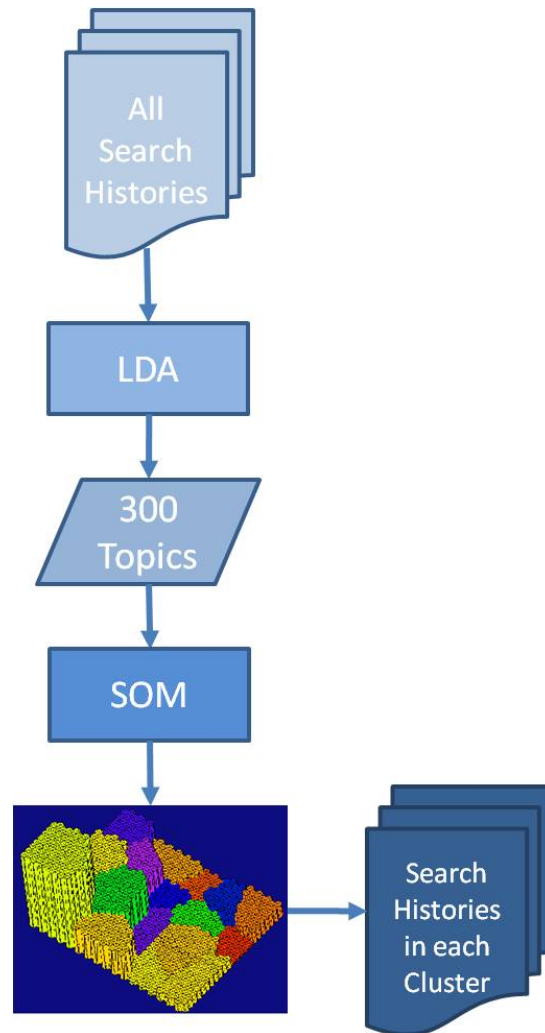 All
Search
Histories
LDA
300
Topics
SOM
Search
Histories
in each
Cluster